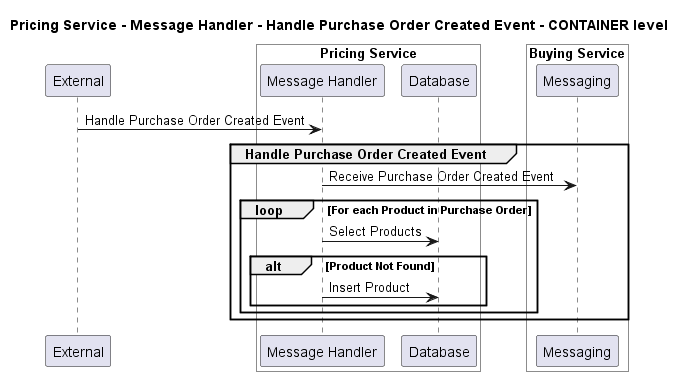 Pricing Service - Message Handler - Handle Purchase Order Created Event - CONTAINER level
Pricing Service
Buying Service
External
Message Handler
Database
Messaging
Handle Purchase Order Created Event
Handle Purchase Order Created Event
Receive Purchase Order Created Event
loop [For each Product in Purchase Order]
Select Products
alt [Product Not Found]
Insert Product
External
Message Handler
Database
Messaging